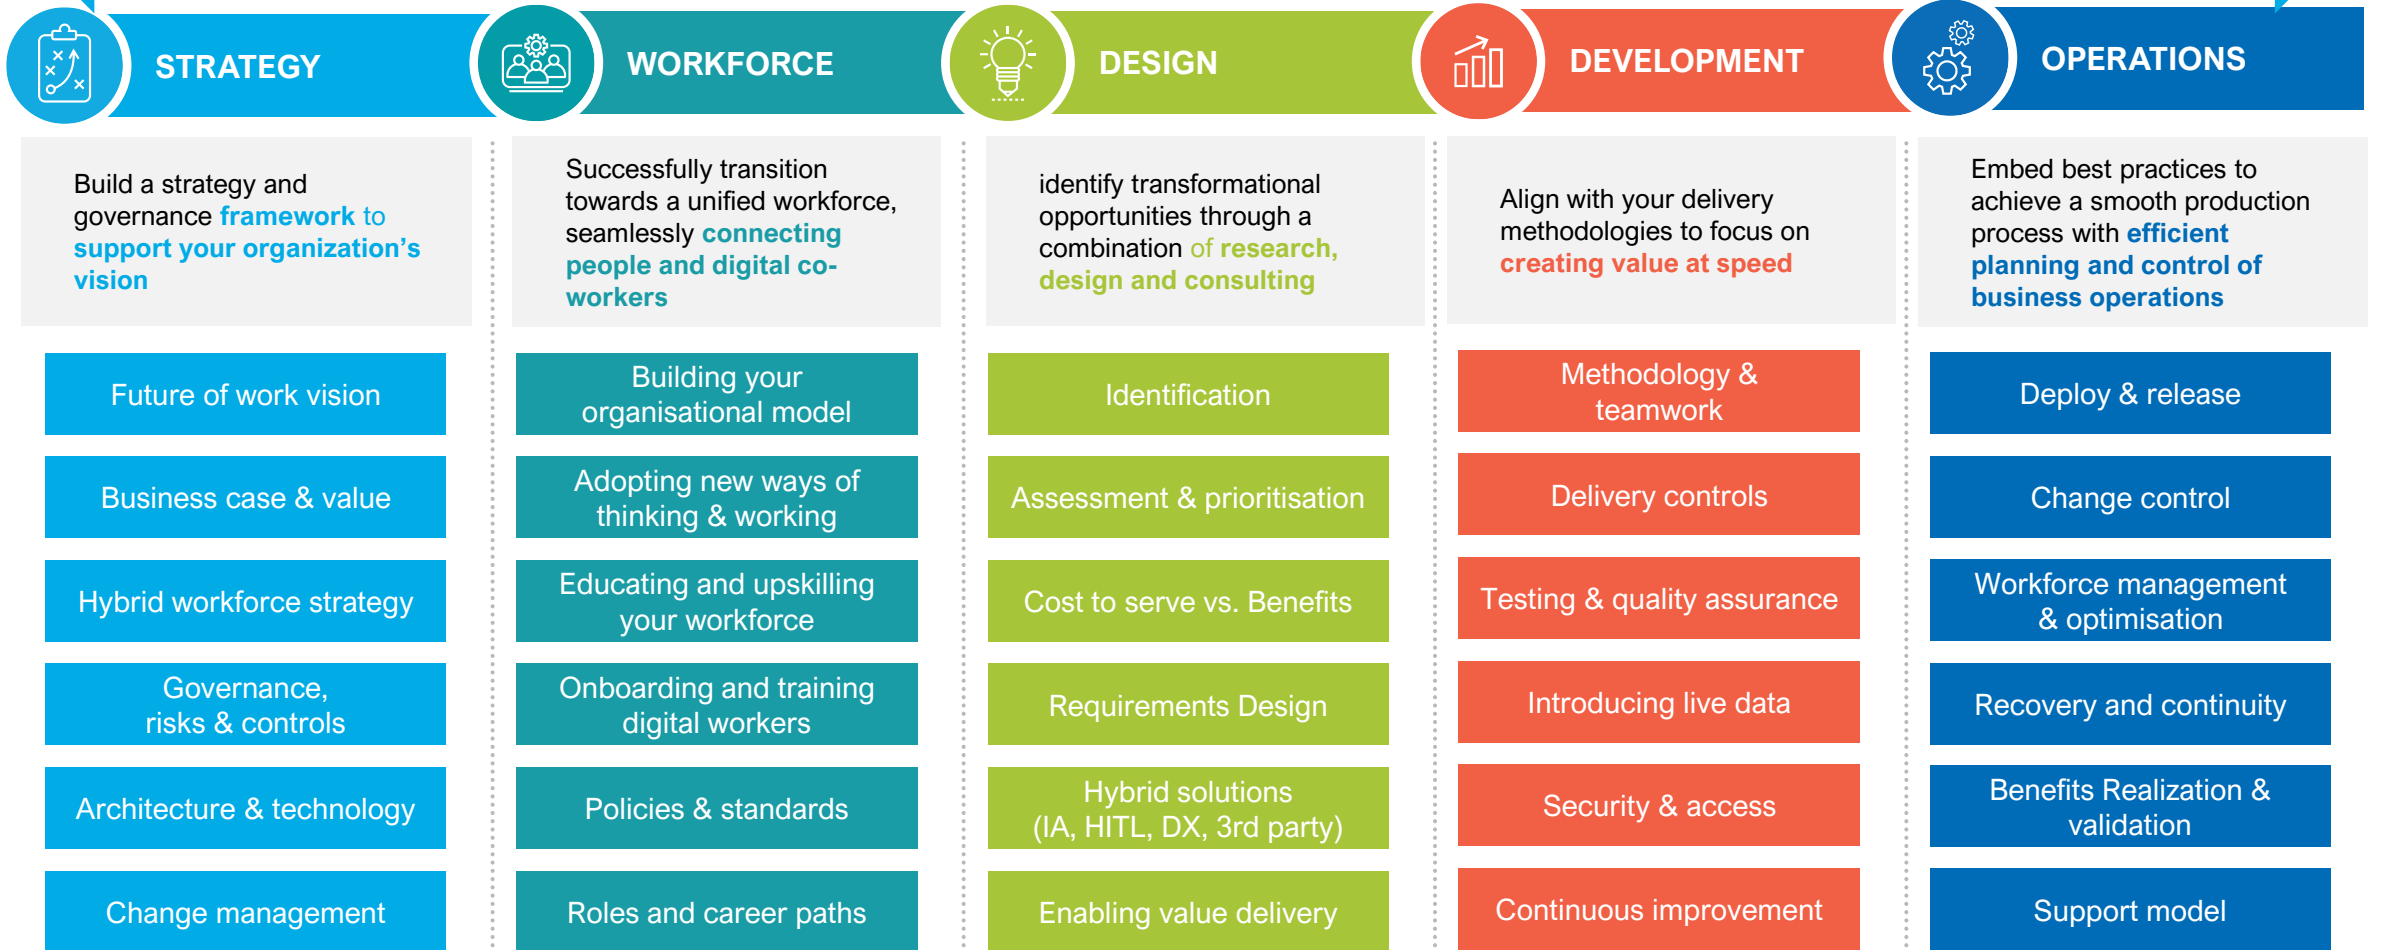 STRATEGY
WORKFORCE
DESIGN
DEVELOPMENT
OPERATIONS
Build a strategy and
governance framework to
support your organization's
vision
Successfully transition
towards a unified workforce,
seamlessly connecting
people and digital co-
workers
identify transformational
opportunities through a
combination of research,
design and consulting
Align with your delivery
methodologies to focus on
creating value at speed
Embed best practices to
achieve a smooth production
process with efficient
planning and control of
business operations
Future of work vision
Business case & value
Hybrid workforce strategy
Governance,
risks & controls
Architecture & technology
Change management
Building your
organisational model
Adopting new ways of
thinking & working
Educating and upskilling
your workforce
Onboarding and training
digital workers
Policies & standards
Roles and career paths
Identification
Assessment & prioritisation
Cost to serve vs. Benefits
Requirements Design
Hybrid solutions
(IA, HITL, DX, 3rd party)
Enabling value delivery
Methodology &
teamwork
Delivery controls
Testing & quality assurance
Introducing live data
Security & access
Continuous improvement
Deploy & release
Change control
Workforce management
& optimisation
Recovery and continuity
Benefits Realization &
validation
Support model